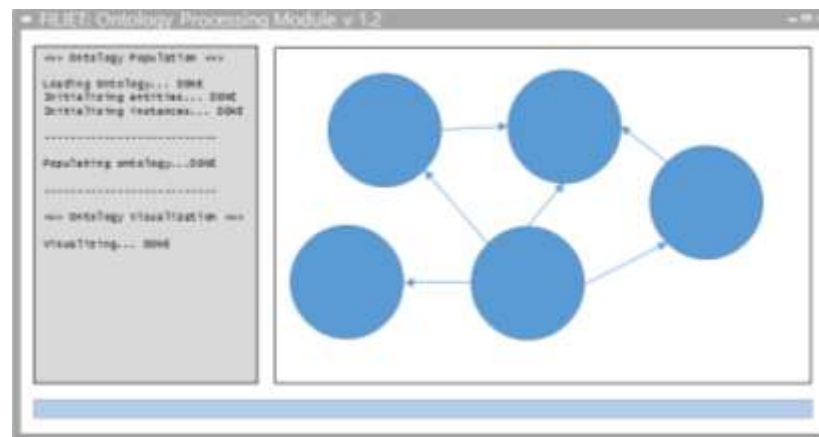 FILIET: Ontology Processing Module v 1.2
==> Ontology Population <==
Loading Ontology... DONE
Initializing entities... DONE
Initializing instances... DONE
---------------------------
Populating ontology...DONE
---------------------------
==> Ontology Visualization <==
Visualizing... DONE